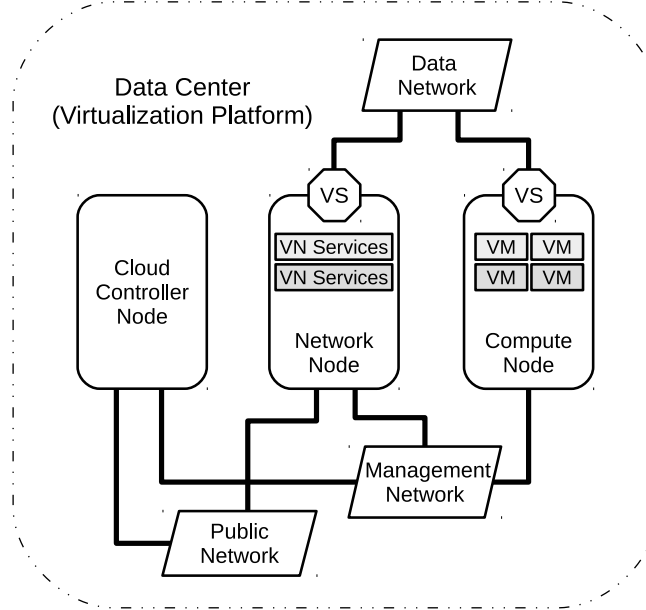 Data
Network
Data Center
(Virtualization Platform)
VS
VS
Cloud
Controller
Node
VN Services
VN Services
Network
Node
VM VM
VM VM
Compute
Node
Management
Network
Public
Network